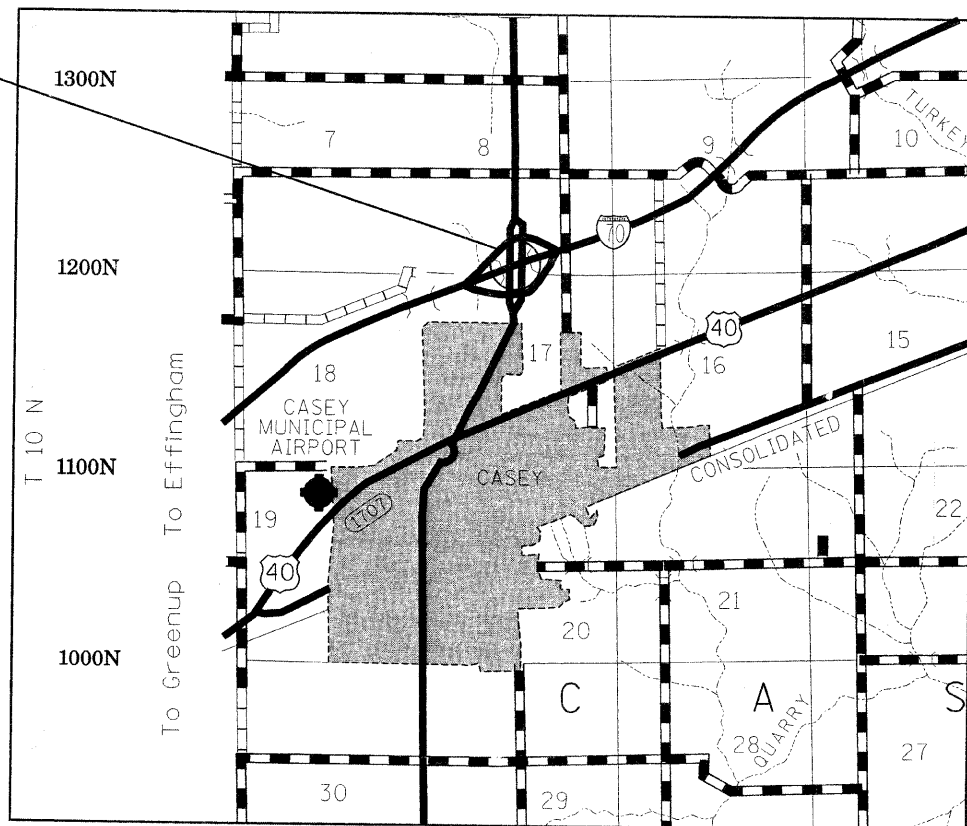 1300N
7
8
9
10
TURKEY
70
1200N
40
17
16
15
18
CASEY
MUNICIPAL
AIRPORT
T 10 N
To Effingham
1100N
CONSOLIDATED
CASEY
1707
19
22
40
21
20
1000N
To Greenup
C A S
QUARRY
28
27
30
29